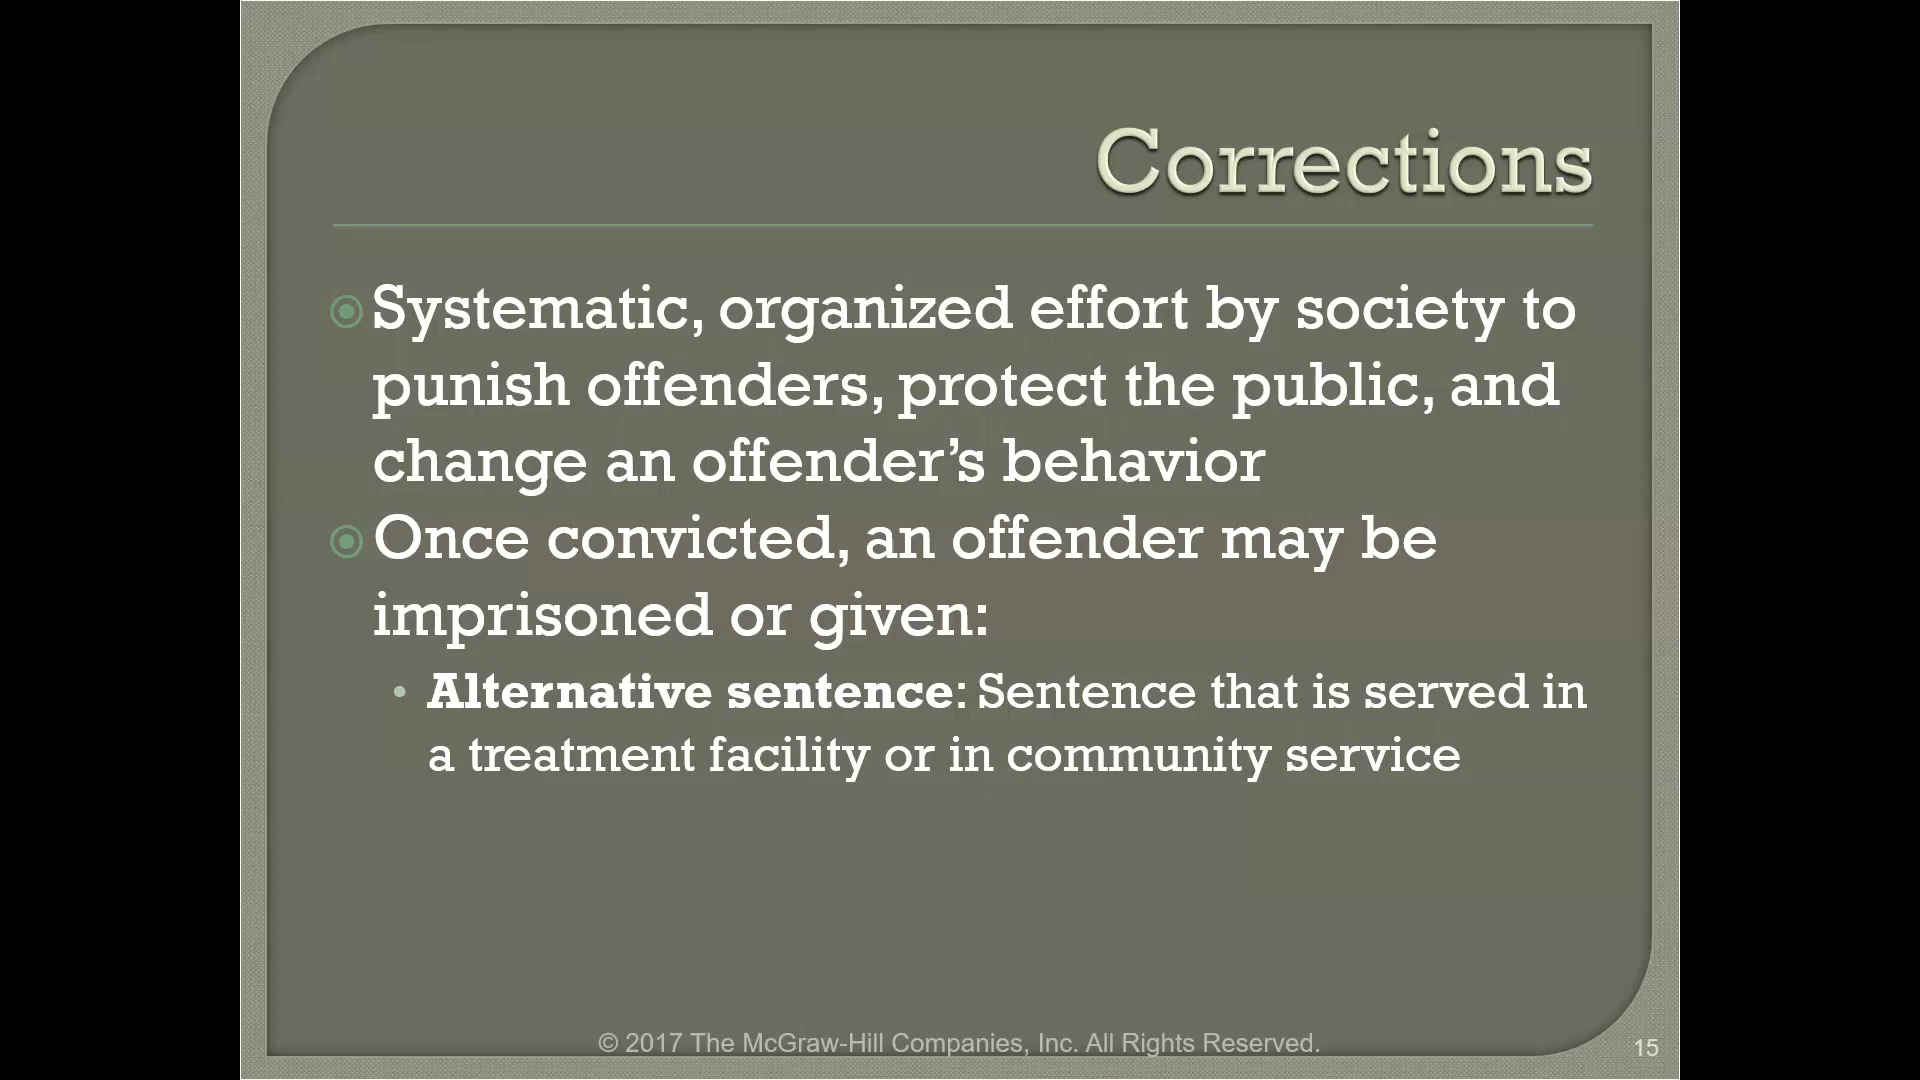 Corrections
Systematic, organized effort by society to
punish offenders, protect the public, and
change an offender’s behavior
Once convicted, an offender may be
imprisoned or given:
• Alternative sentence: Sentence that is served in
a treatment facility or in community service
© 2017 The McGraw-Hill Companies, Inc. All Rights Reserved.
15